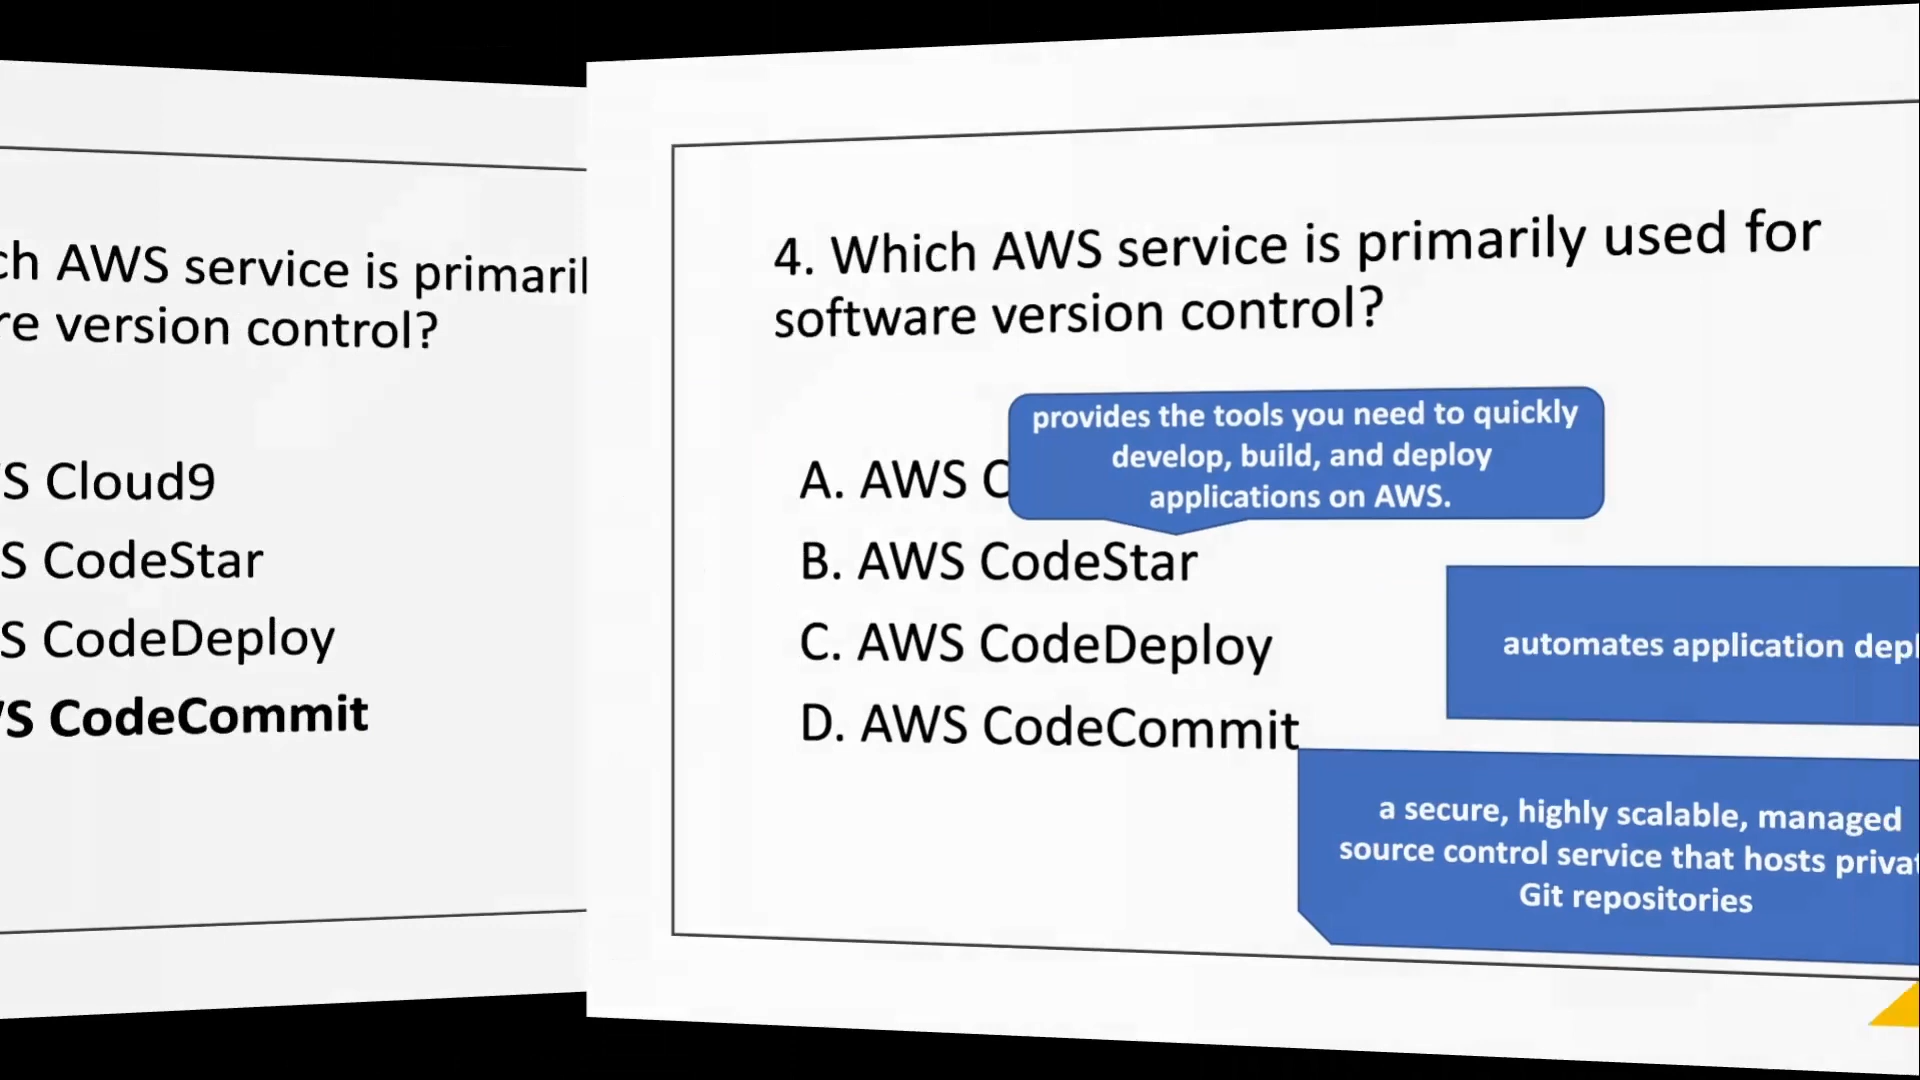 ch AWS service is primaril
re version control?
S Cloud9
S CodeStar
S CodeDeploy
S CodeCommit
4. Which AWS service is primarily used for
software version control?
provides the tools you need to quickly
develop, build, and deploy
applications on AWS.
A. AWS C
B. AWS CodeStar
C. AWS CodeDeploy
D. AWS CodeCommit
automates application depl
a secure, highly scalable, managed
source control service that hosts privat
Git repositories